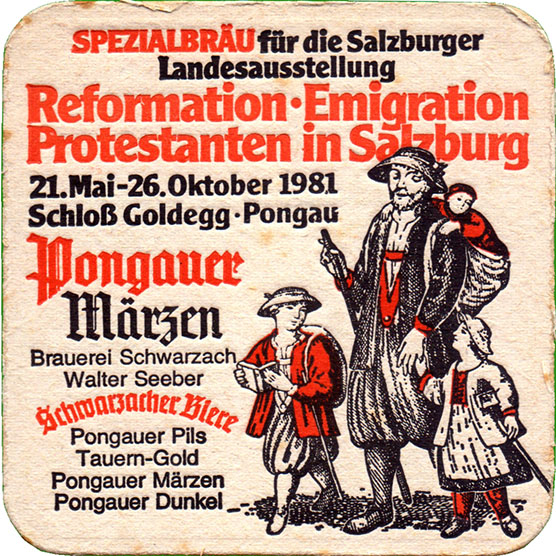 SPEZIALBRÄU für die Salzburger
Landesausstellung
Reformation·Emigration
Protestanten in Salzburg
21.Mai-26.Oktober 1981
Schloß Goldegg·Pongau
Pongauer
Märzen
Brauerei Schwarzach
Walter Seeber
Schwarzacher Biere
Pongauer Pils
Tauern-Gold
Pongauer Märzen
Pongauer Dunkel